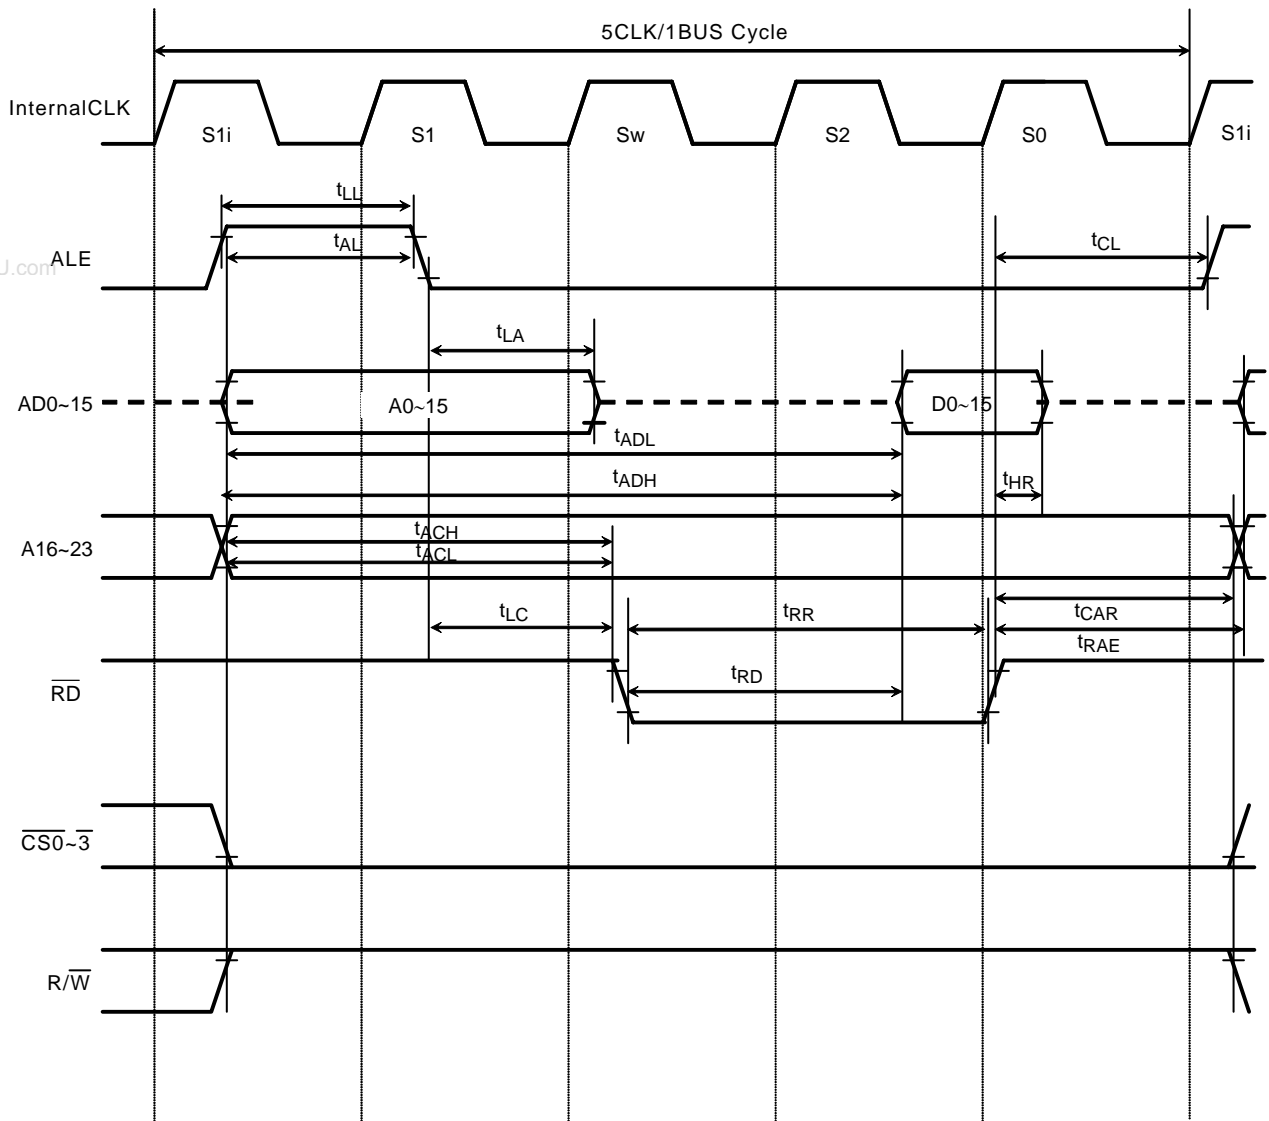 5CLK/1BUS Cycle
InternalCLK
S1i S1 Sw S2 S0 S1i
tLL
tAL
tCL
ALE
U.com
tLA
AD0~15 A0~15 D0~15
tADL
tADH
tHR
tACH
A16~23
tACL
tLC tRR tCAR
tRAE
RD
tRD
CS0~3
R/W